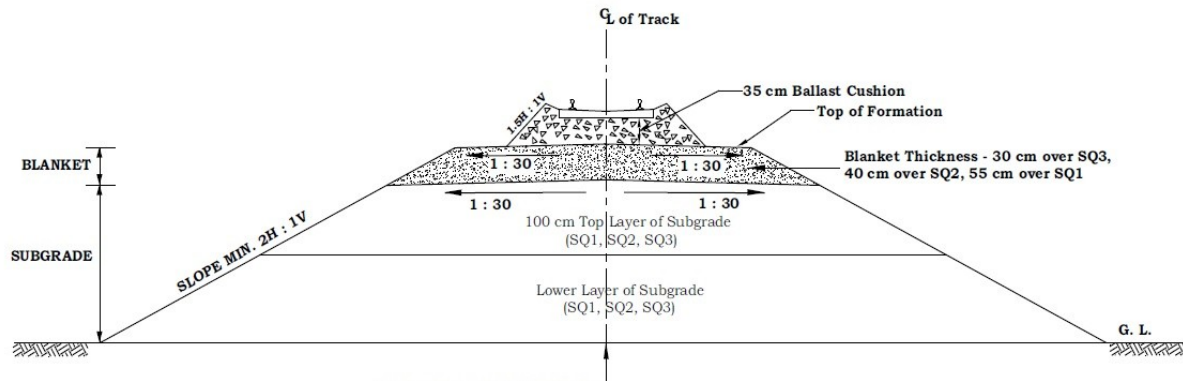 CL of Track
35 cm Ballast Cushion
Top of Formation
1.5H : 1V
BLANKET
1 : 30
1 : 30
Blanket Thickness - 30 cm over SQ3,
40 cm over SQ2, 55 cm over SQ1
1 : 30
1 : 30
100 cm Top Layer of Subgrade
(SQ1, SQ2, SQ3)
SUBGRADE
SLOPE MIN. 2H : 1V
Lower Layer of Subgrade
(SQ1, SQ2, SQ3)
G. L.